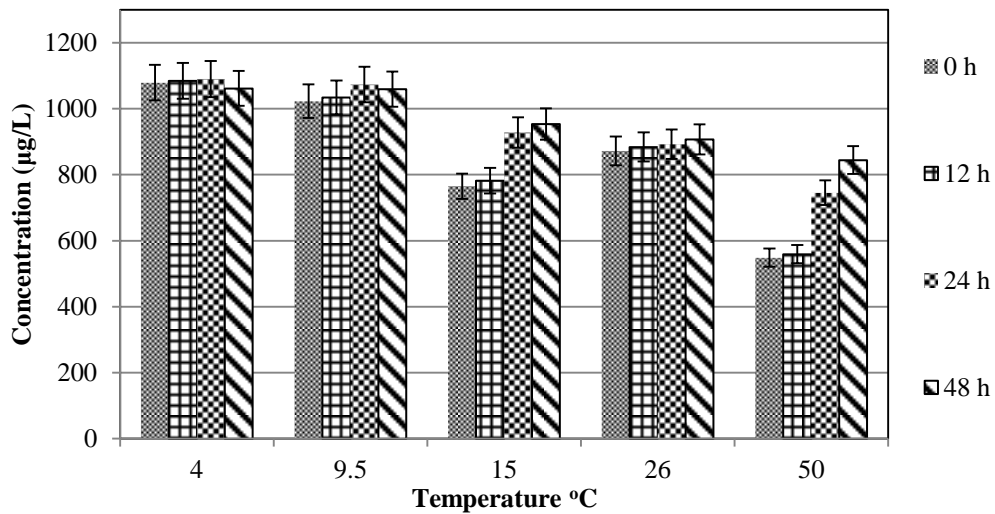 1200
1000
800
600
400
200
0
Concentration (µg/L)
4 9.5 15 26 50
Temperature °C
0 h
12 h
24 h
48 h